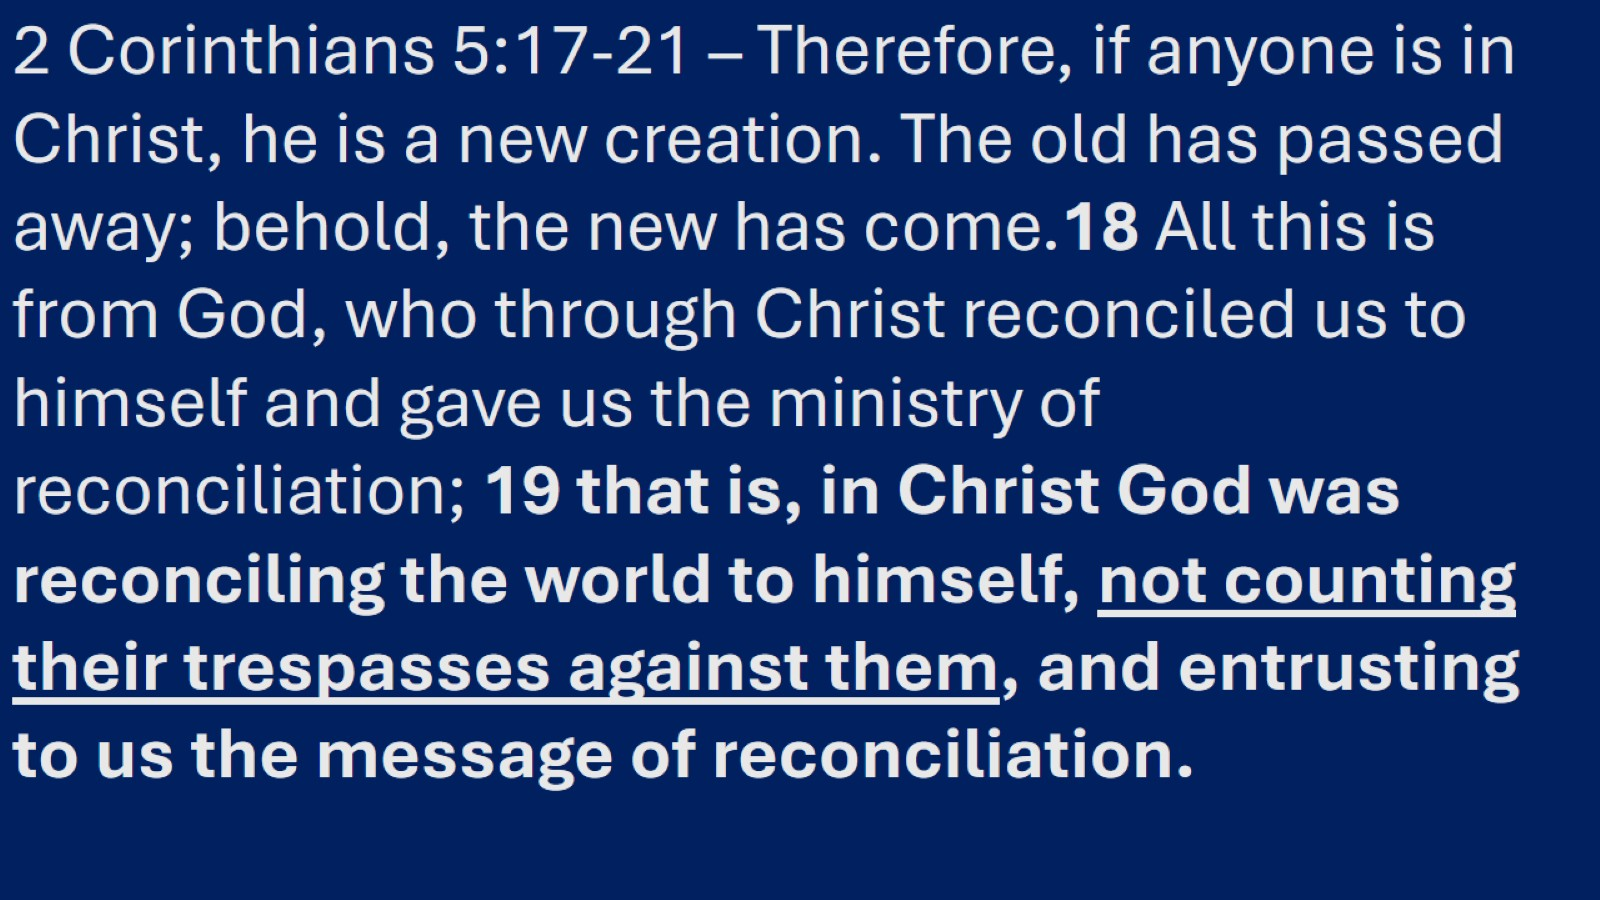 2 Corinthians 5:17-21 – Therefore, if anyone is in
Christ, he is a new creation. The old has passed
away; behold, the new has come.18 All this is
from God, who through Christ reconciled us to
himself and gave us the ministry of
reconciliation; 19 that is, in Christ God was
reconciling the world to himself, not counting
their trespasses against them, and entrusting
to us the message of reconciliation.